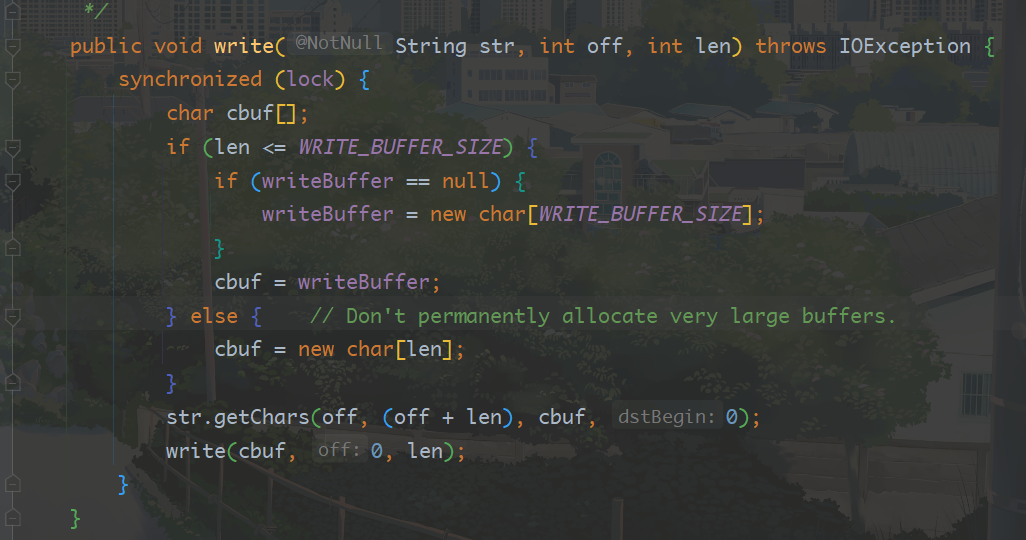 */
public void write( @NotNull String str, int off, int len) throws IOException {
synchronized (lock) {
char cbuf[];
if (len <= WRITE_BUFFER_SIZE) {
if (writeBuffer == null) {
writeBuffer = new char[WRITE_BUFFER_SIZE];
}
cbuf = writeBuffer;
} else {    // Don't permanently allocate very large buffers.
cbuf = new char[len];
}
str.getChars(off, (off + len), cbuf, dstBegin: 0);
write(cbuf, off: 0, len);
}
}